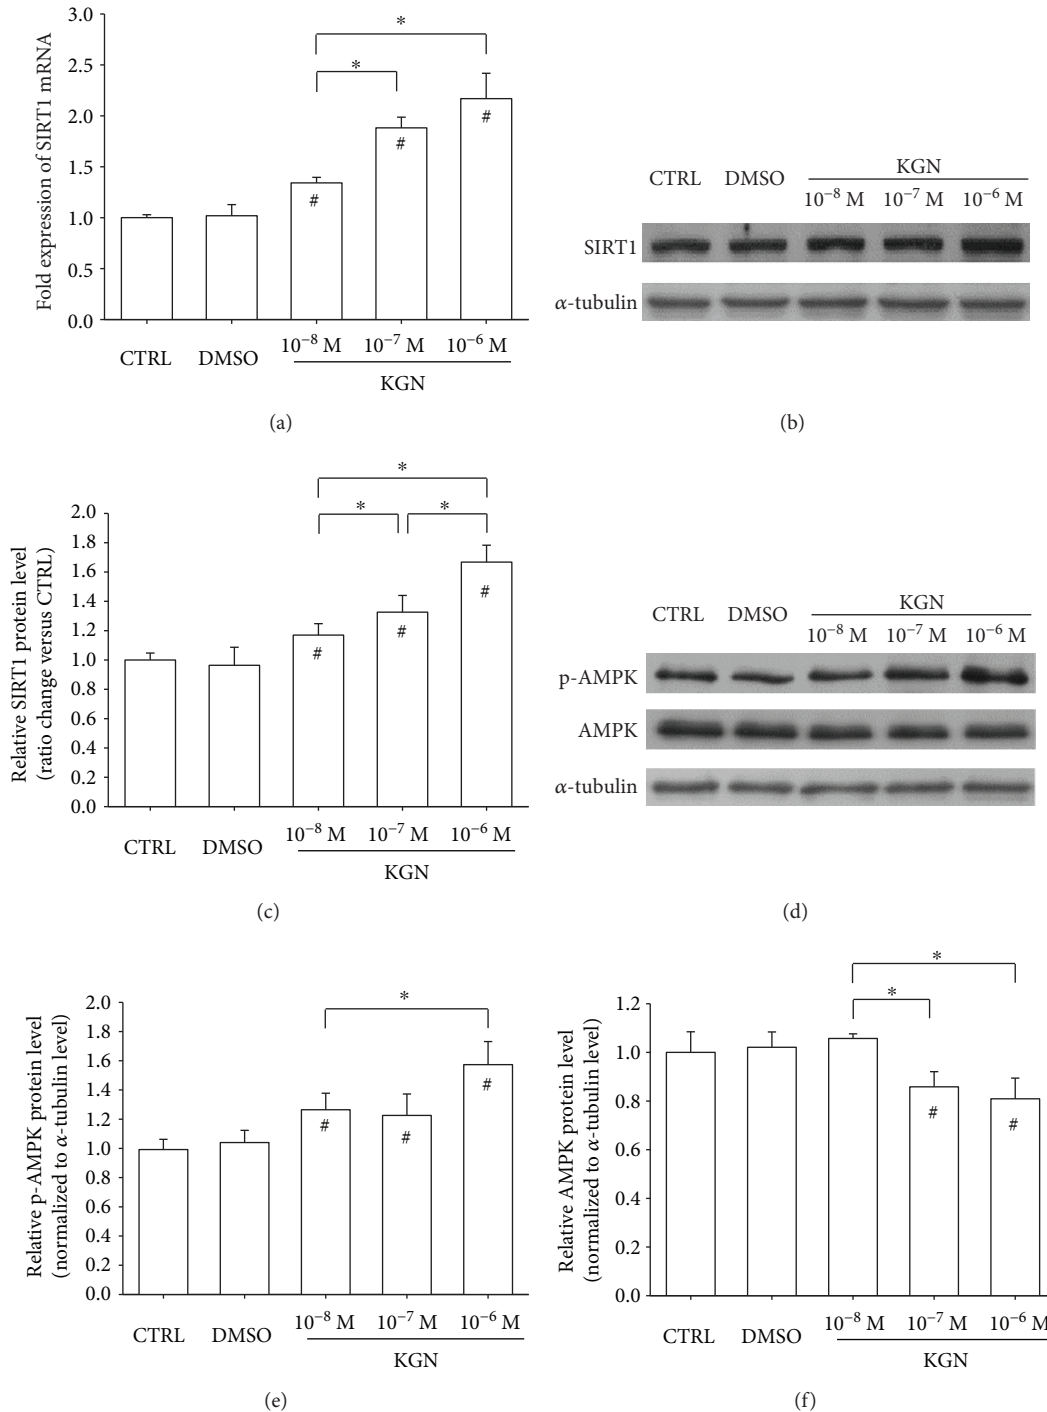 Fold expression of SIRT1 mRNA
3.0
2.5
2.0
1.5
1.0
0.5
0.0
*
*
#
#
#
CTRL
DMSO
10⁻⁸ M
10⁻⁷ M
10⁻⁶ M
KGN
(a)
CTRL
DMSO
KGN
10⁻⁸ M
10⁻⁷ M
10⁻⁶ M
SIRT1
α-tubulin
(b)
Relative SIRT1 protein level
(ratio change versus CTRL)
2.0
1.8
1.6
1.4
1.2
1.0
0.8
0.6
0.4
0.2
0.0
*
*
*
#
#
#
CTRL
DMSO
10⁻⁸ M
10⁻⁷ M
10⁻⁶ M
KGN
(c)
CTRL
DMSO
KGN
10⁻⁸ M
10⁻⁷ M
10⁻⁶ M
p-AMPK
AMPK
α-tubulin
(d)
Relative p-AMPK protein level
(normalized to α-tubulin level)
2.0
1.8
1.6
1.4
1.2
1.0
0.8
0.6
0.4
0.2
0.0
*
#
#
#
CTRL
DMSO
10⁻⁸ M
10⁻⁷ M
10⁻⁶ M
KGN
(e)
Relative AMPK protein level
(normalized to α-tubulin level)
1.2
1.0
0.8
0.6
0.4
0.2
0.0
*
*
#
#
CTRL
DMSO
10⁻⁸ M
10⁻⁷ M
10⁻⁶ M
KGN
(f)